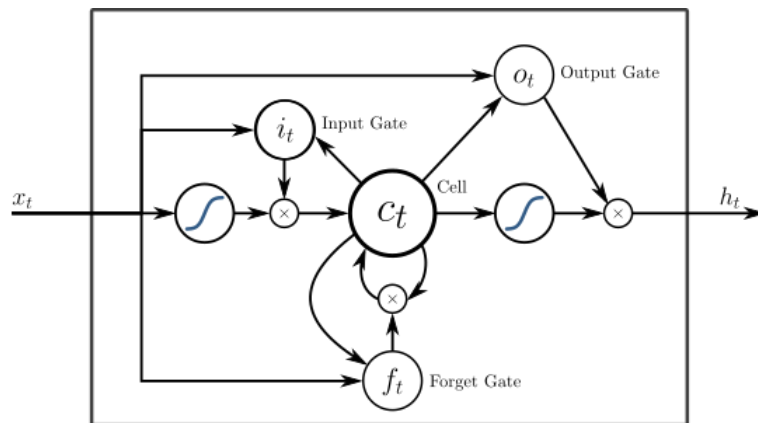 o_t Output Gate
i_t Input Gate
Cell
x_t
×
c_t
×
h_t
×
f_t Forget Gate